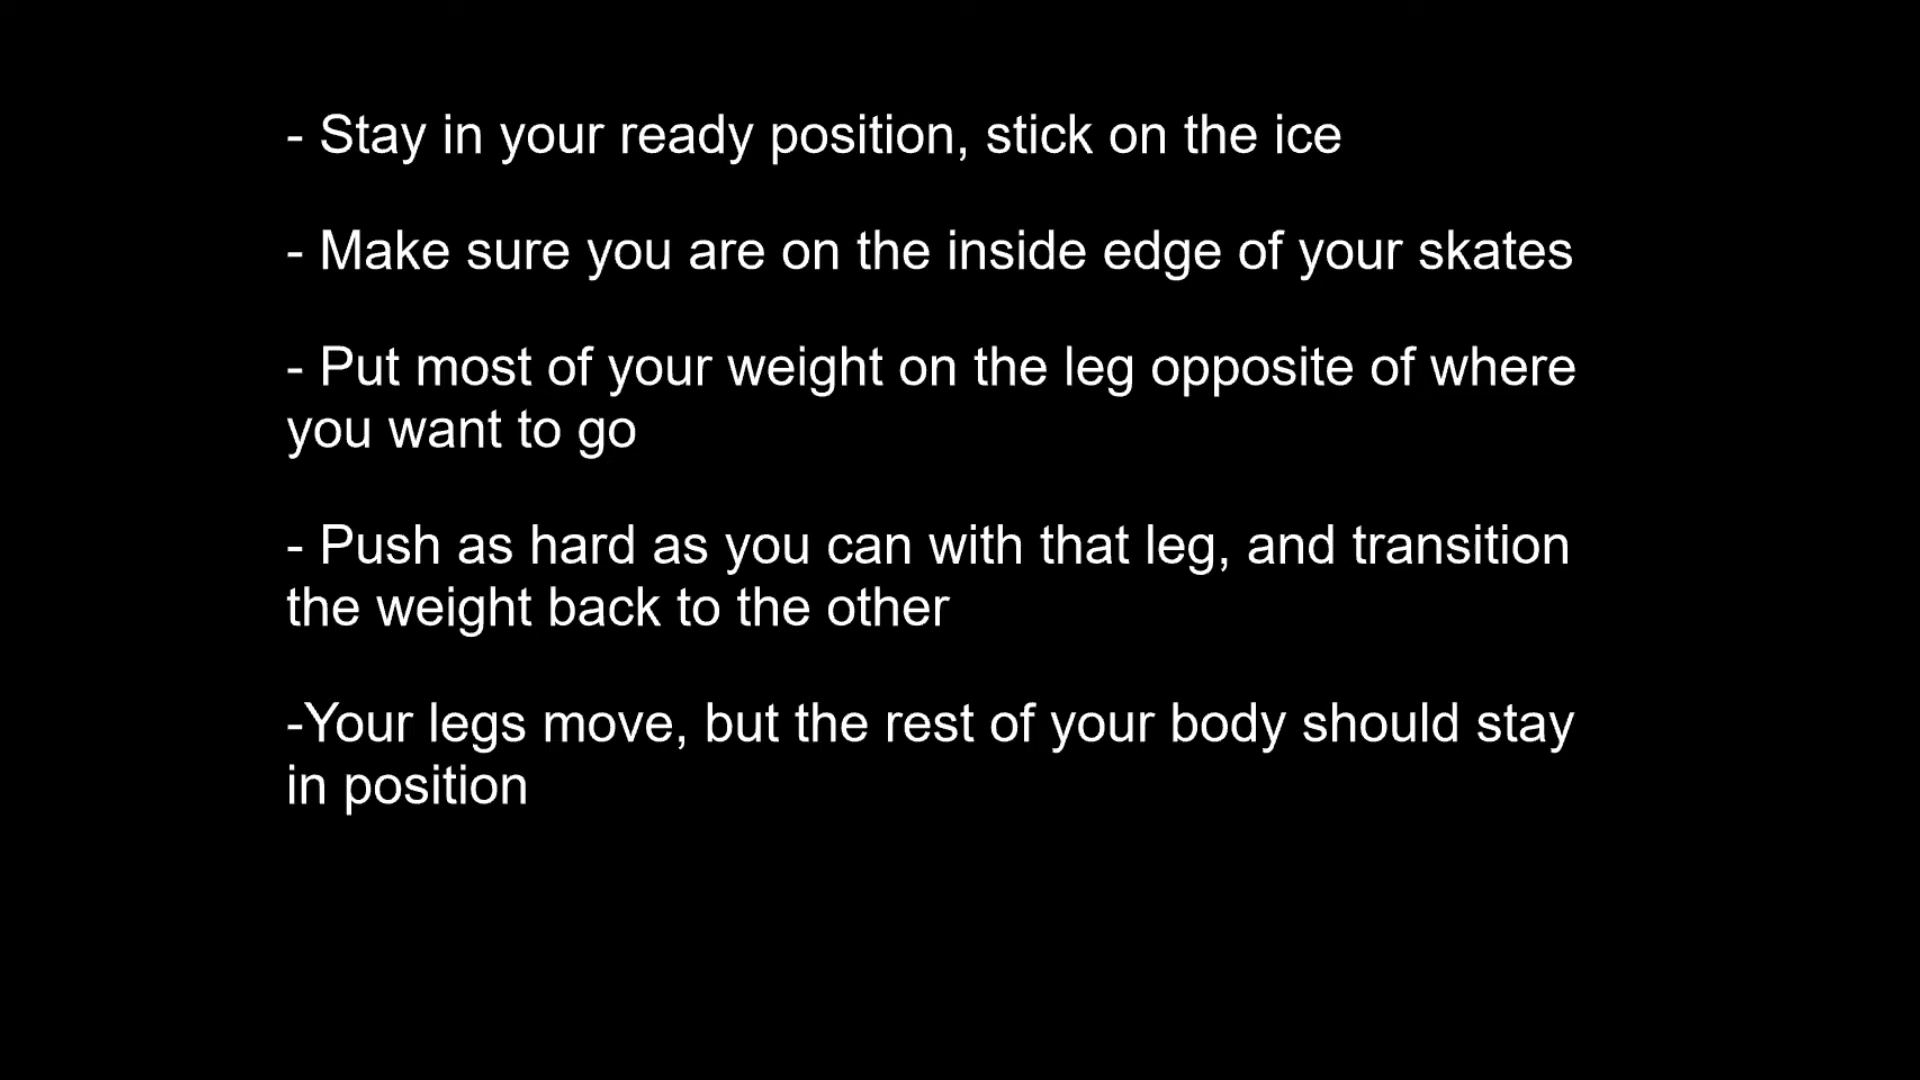 - Stay in your ready position, stick on the ice
- Make sure you are on the inside edge of your skates
- Put most of your weight on the leg opposite of where
you want to go
- Push as hard as you can with that leg, and transition
the weight back to the other
-Your legs move, but the rest of your body should stay
in position